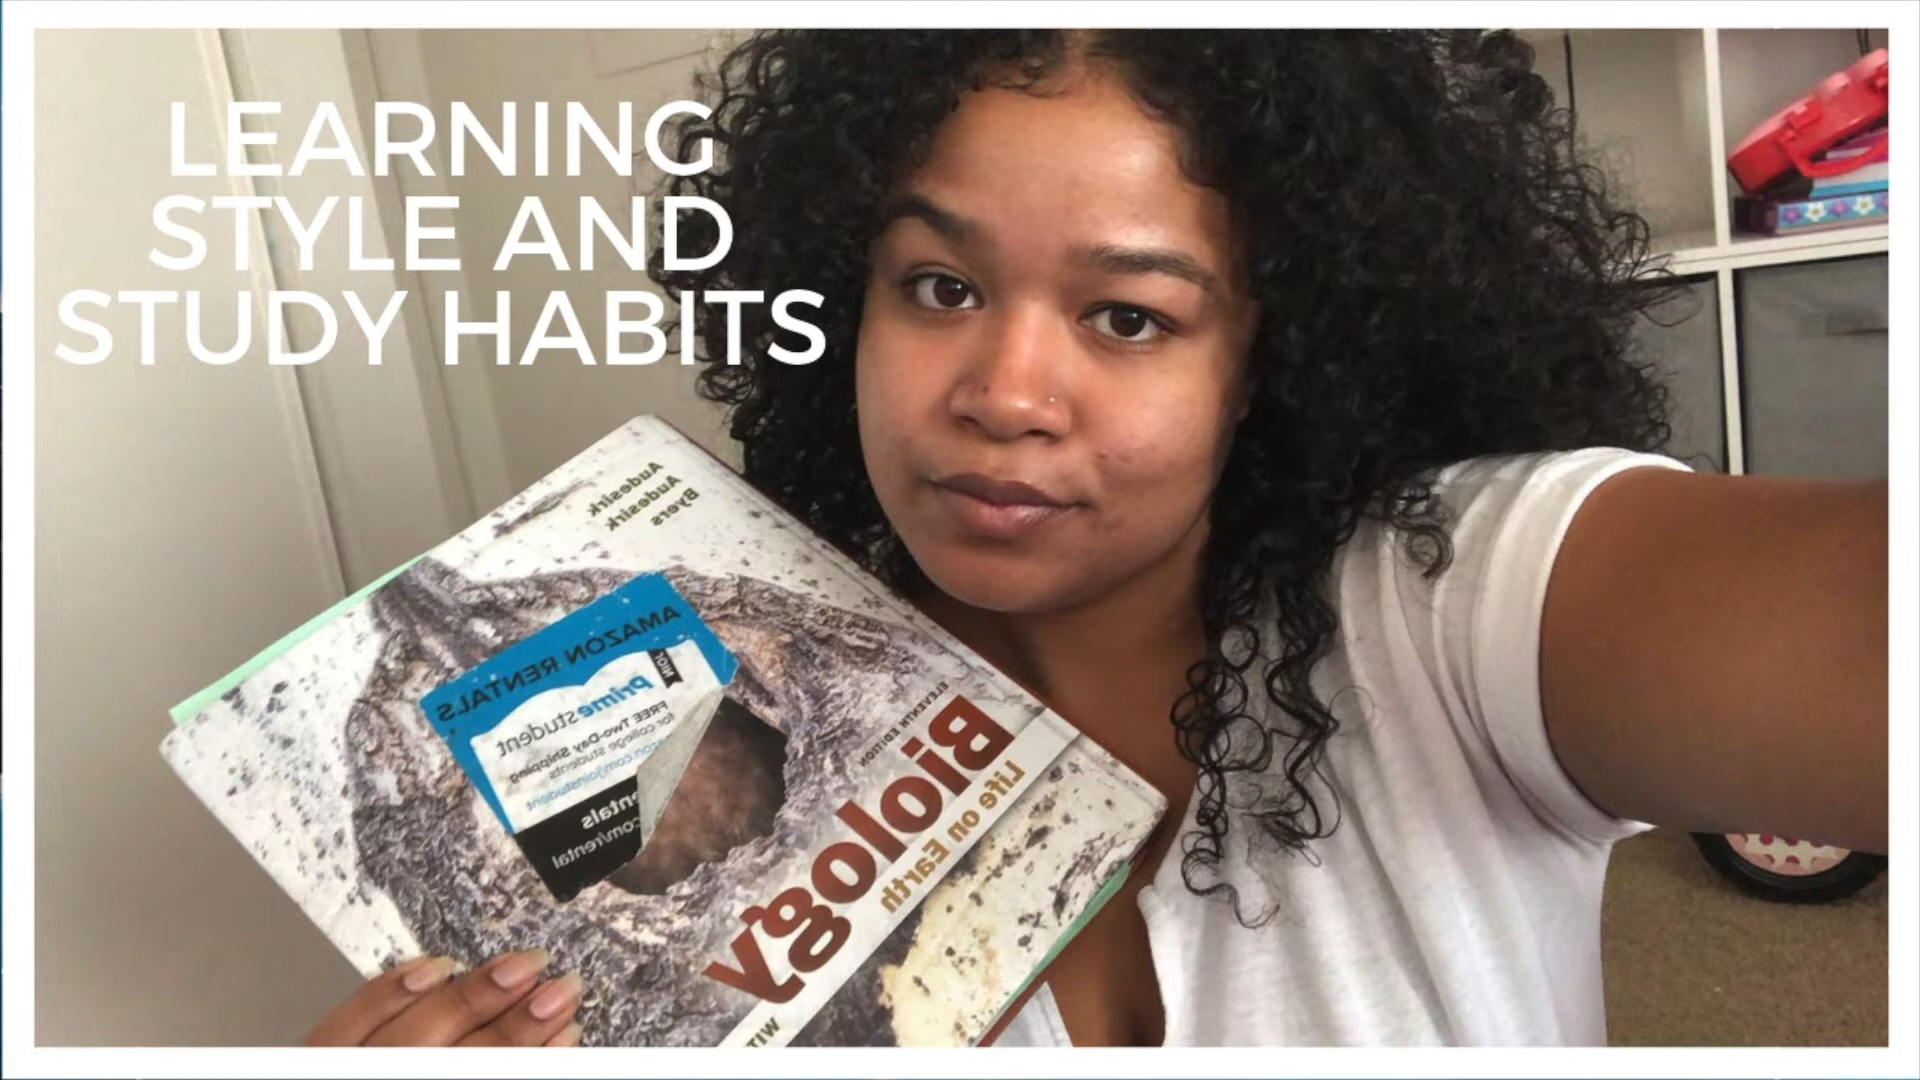 LEARNING
STYLE AND
STUDY HABITS
Audesirk
Audesirk
Byers
AMAZON RENTALS
Prime student
FREE Two-Day Shipping
for college students
ELEVENTH EDITION
Biology
Life on Earth